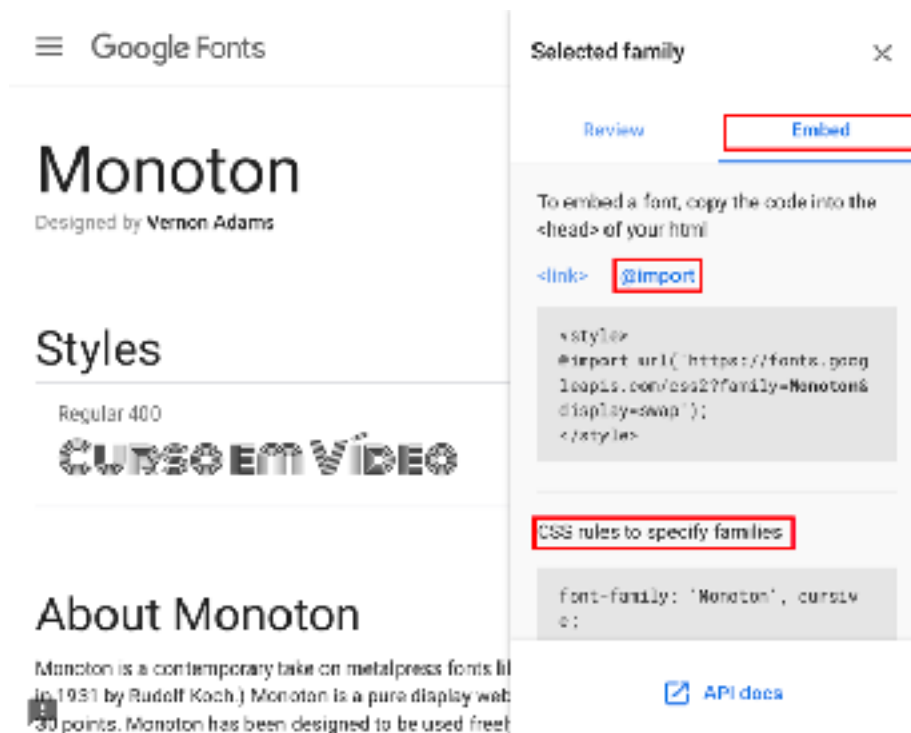 Google Fonts
Monoton
Designed by Vernon Adams
Styles
Regular 400
CURSO EM VÍDEO
About Monoton
Monoton is a contemporary take on metalpress fonts li
in 1931 by Rudolf Koch.) Monoton is a pure display web
30 points. Monoton has been designed to be used freel
Selected family
Review
Embed
To embed a font, copy the code into the
<head> of your html
<link>
@import
<style>
@import url('https://fonts.goog
leapis.com/css2?family=Monoton&
display=swap');
</style>
CSS rules to specify families
font-family: 'Monoton', cursiv
e;
API docs